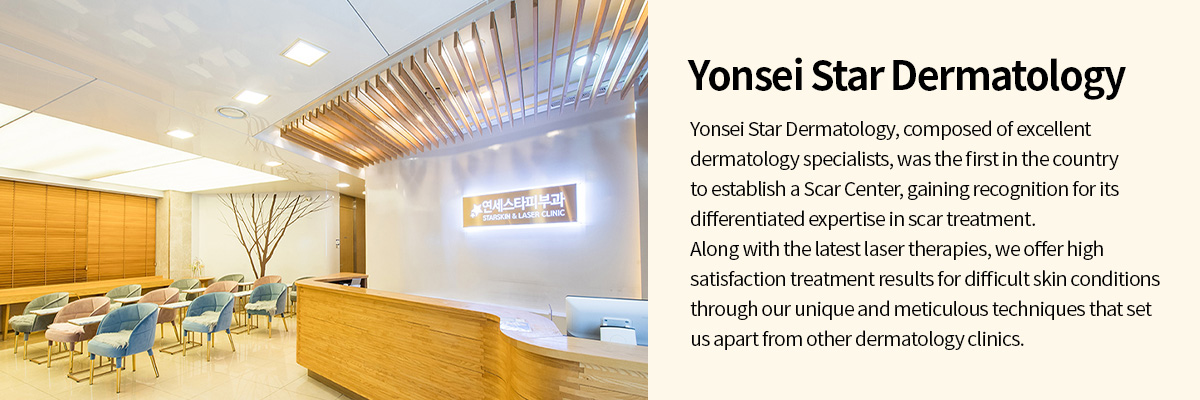 연세스타피부과
STARSKIN & LASER CLINIC
Yonsei Star Dermatology
Yonsei Star Dermatology, composed of excellent
dermatology specialists, was the first in the country
to establish a Scar Center, gaining recognition for its
differentiated expertise in scar treatment.
Along with the latest laser therapies, we offer high
satisfaction treatment results for difficult skin conditions
through our unique and meticulous techniques that set
us apart from other dermatology clinics.